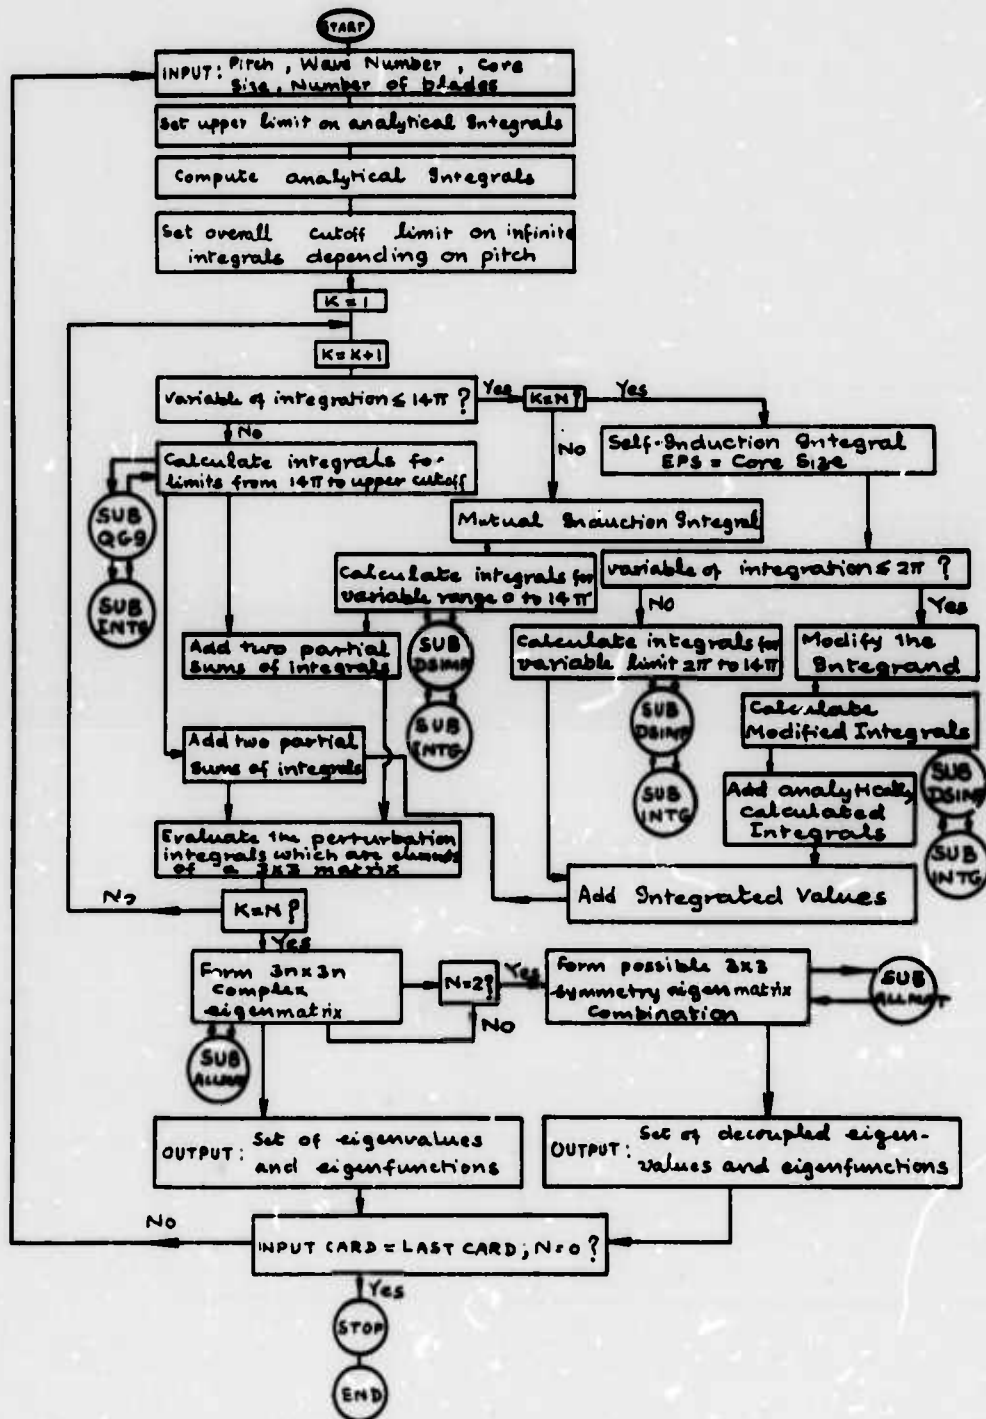 START
INPUT: Pitch, Wave Number, Core
Size, Number of blades
Set upper limit on analytical Integrals
Compute analytical Integrals
Set overall cutoff limit on infinite
integrals depending on pitch
K=1
K=K+1
Variable of integration ≤ 14π ?
Yes
K=N?
Yes
No
Calculate integrals for
limits from 14π to upper cutoff
NO
Self-Induction Integral
EPS = Core Size
SUB
QG9
SUB
INTG
Mutual Induction Integral
Variable of integration ≤ 2π ?
Calculate integrals for
variable range 0 to 14π
NO
Yes
Add two partial
Sums of integrals
SUB
DSIMP
SUB
INTG
Calculate integrals for
variable limit 2π to 14π
Modify the
Integrand
SUB
DSINP
SUB
INTG
Calculate
Modified Integrals
Add two partial
Sums of integrals
Add analytically
calculated
Integrals
SUB
DSINP
SUB
INTG
Evaluate the perturbation
integrals which are elements
of a 3x3 matrix
Add Integrated Values
No
K=N?
Yes
Form 3nx3n
Complex
eigenmatrix
N=2?
Yes
NO
Form possible 3x3
symmetry eigenmatrix
Combination
SUB
ALLMAT
SUB
ALLMAT
OUTPUT: Set of eigenvalues
and eigenfunctions
OUTPUT: Set of decoupled eigen-
values and eigenfunctions
No
INPUT CARD = LAST CARD; N=0 ?
Yes
STOP
END